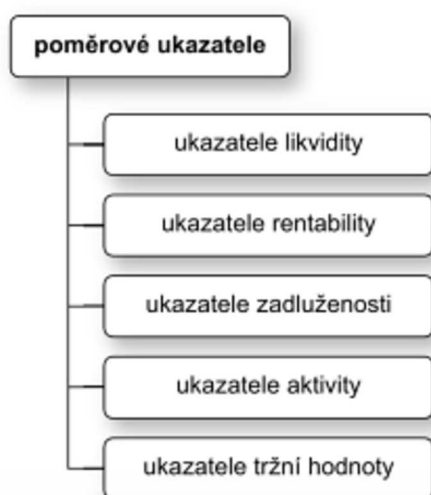 poměrové ukazatele
ukazatele likvidity
ukazatele rentability
ukazatele zadluženosti
ukazatele aktivity
ukazatele tržní hodnoty